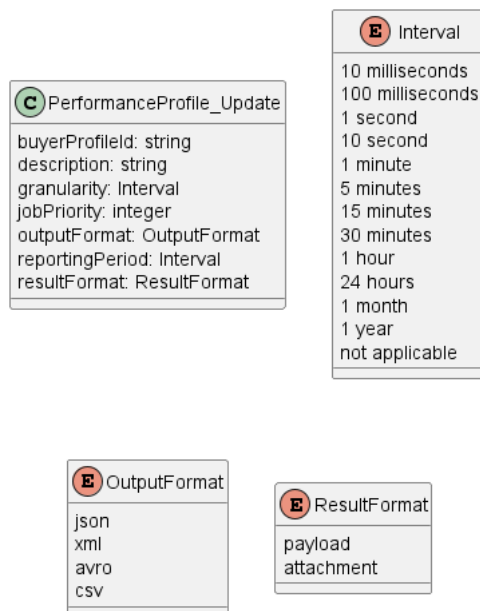 C PerformanceProfile_Update
buyerProfileId: string
description: string
granularity: Interval
jobPriority: integer
outputFormat: OutputFormat
reportingPeriod: Interval
resultFormat: ResultFormat
E Interval
10 milliseconds
100 milliseconds
1 second
10 second
1 minute
5 minutes
15 minutes
30 minutes
1 hour
24 hours
1 month
1 year
not applicable
E OutputFormat
json
xml
avro
csv
E ResultFormat
payload
attachment